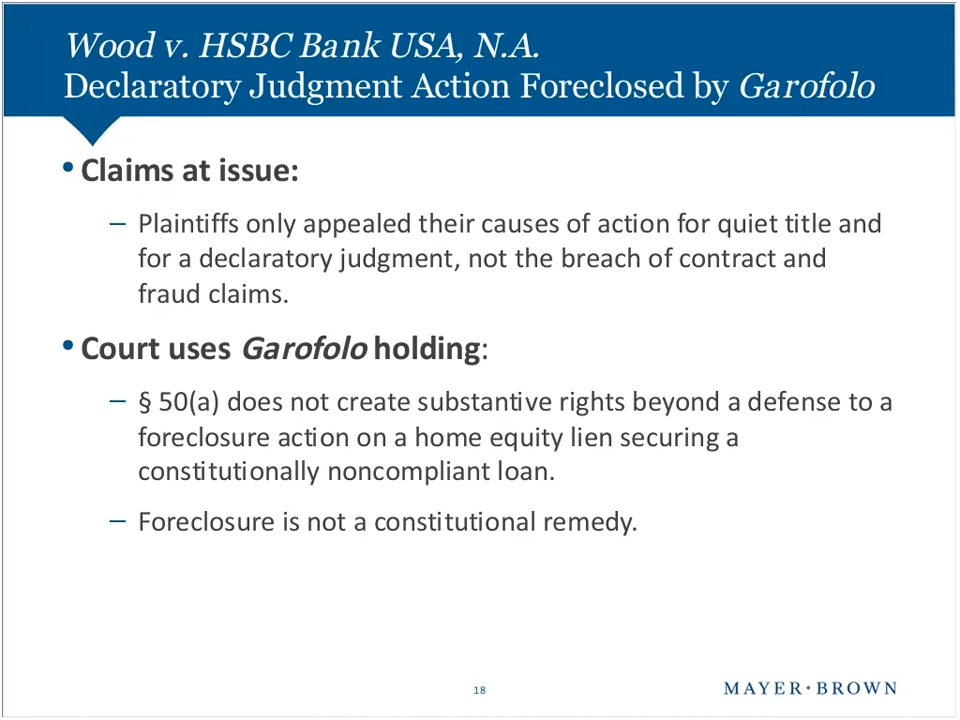 Wood v. HSBC Bank USA, N.A.
Declaratory Judgment Action Foreclosed by Garofolo
• Claims at issue:
– Plaintiffs only appealed their causes of action for quiet title and
for a declaratory judgment, not the breach of contract and
fraud claims.
• Court uses Garofolo holding:
– § 50(a) does not create substantive rights beyond a defense to a
foreclosure action on a home equity lien securing a
constitutionally noncompliant loan.
– Foreclosure is not a constitutional remedy.
18
MAYER • BROWN